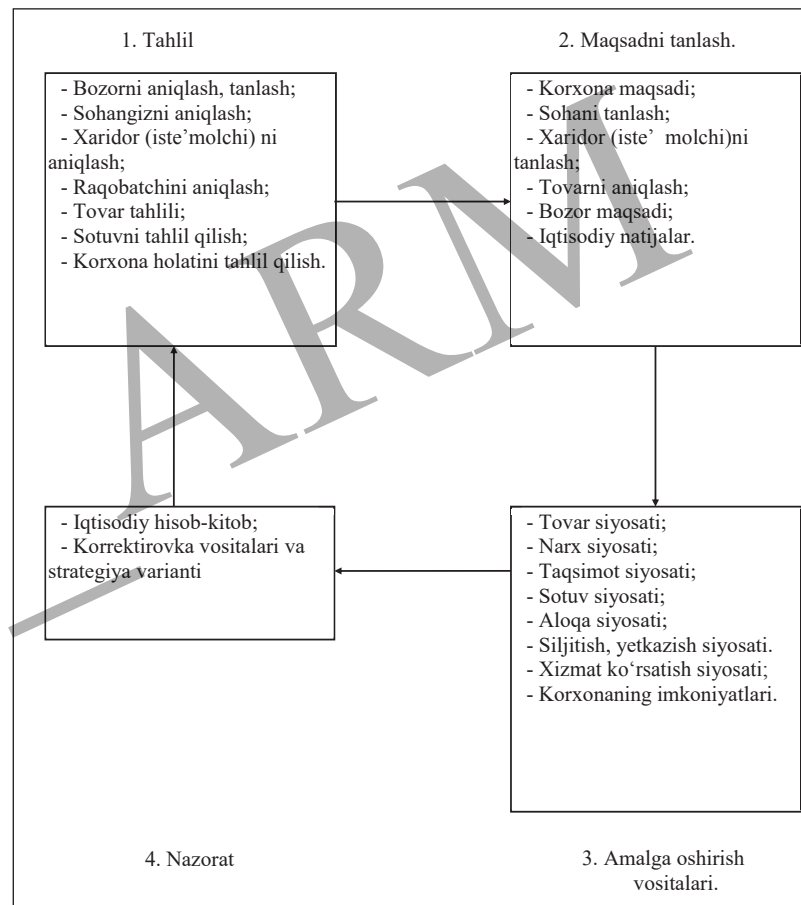 1. Tahlil
- Bozorni aniqlash, tanlash;
- Sohangizni aniqlash;
- Xaridor (iste’molchi) ni
aniqlash;
- Raqobatchini aniqlash;
- Tovar tahlili;
- Sotuvni tahlil qilish;
- Korxona holatini tahlil qilish.
2. Maqsadni tanlash.
- Korxona maqsadi;
- Sohani tanlash;
- Xaridor (iste’ molchi)ni
tanlash;
- Tovarni aniqlash;
- Bozor maqsadi;
- Iqtisodiy natijalar.
- Tovar siyosati;
- Narx siyosati;
- Taqsimot siyosati;
- Sotuv siyosati;
- Aloqa siyosati;
- Siljitish, yetkazish siyosati.
- Xizmat ko‘rsatish siyosati;
- Korxonaning imkoniyatlari.
3. Amalga oshirish
vositalari.
- Iqtisodiy hisob-kitob;
- Korrektirovka vositalari va
strategiya varianti
4. Nazorat
_ARM